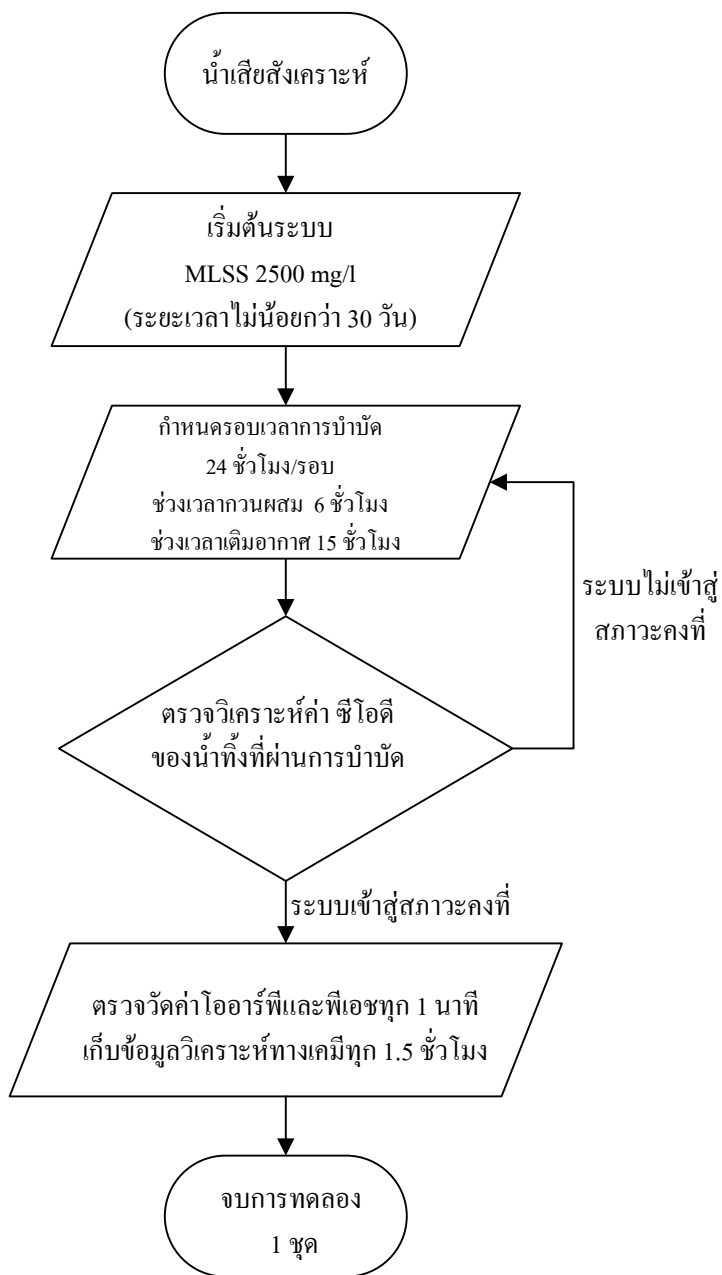 น้ำเสียสังเคราะห์
เริ่มต้นระบบ
MLSS 2500 mg/l
(ระยะเวลาไม่น้อยกว่า 30 วัน)
กำหนดรอบเวลาการบำบัด
24 ชั่วโมง/รอบ
ช่วงเวลากวนผสม 6 ชั่วโมง
ช่วงเวลาเติมอากาศ 15 ชั่วโมง
ระบบไม่เข้าสู่
สภาวะคงที่
ตรวจวิเคราะห์ค่า ซีโอดี
ของน้ำทิ้งที่ผ่านการบำบัด
ระบบเข้าสู่สภาวะคงที่
ตรวจวัดค่าโออาร์พีและพีเอชทุก 1 นาที
เก็บข้อมูลวิเคราะห์ทางเคมีทุก 1.5 ชั่วโมง
จบการทดลอง
1 ชุด